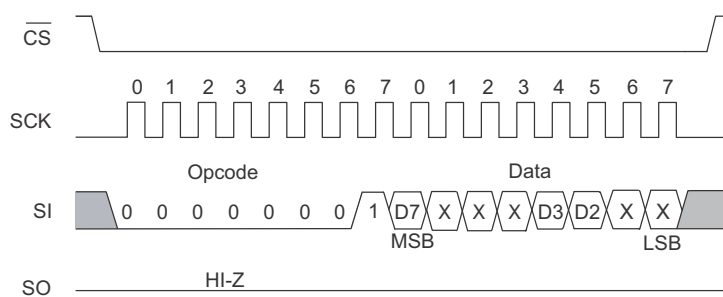 CS
0 1 2 3 4 5 6 7 0 1 2 3 4 5 6 7
SCK
Opcode Data
SI 0 0 0 0 0 0 0 1 D7 X X X D3 D2 X X
MSB LSB
HI-Z
SO